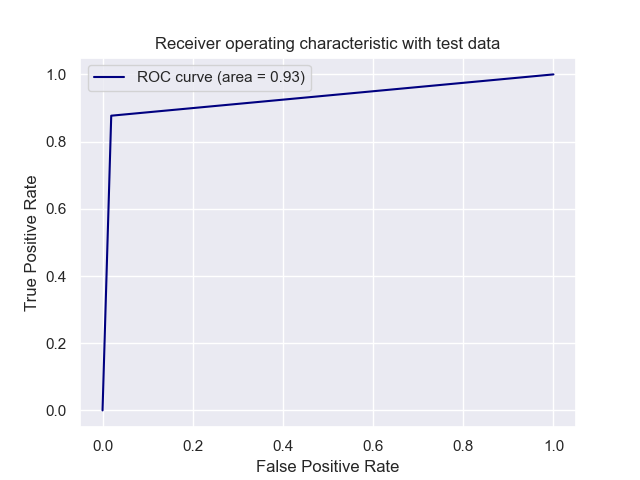 Receiver operating characteristic with test data
ROC curve (area = 0.93)
1.0
0.8
0.6
0.4
0.2
0.0
True Positive Rate
0.0 0.2 0.4 0.6 0.8 1.0
False Positive Rate